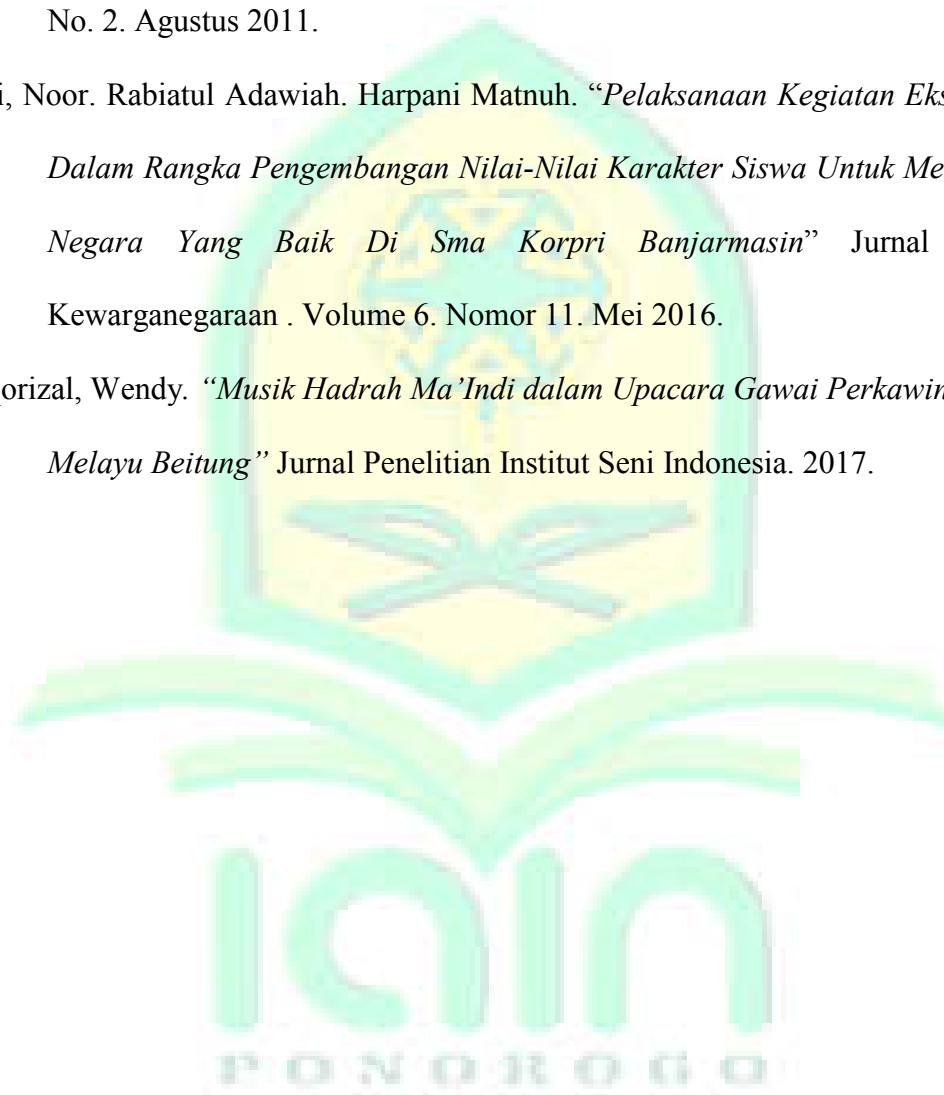 No. 2. Agustus 2011.
i, Noor. Rabiatul Adawiah. Harpani Matnuh. “Pelaksanaan Kegiatan Eks
Dalam Rangka Pengembangan Nilai-Nilai Karakter Siswa Untuk Me
Negara Yang Baik Di Sma Korpri Banjarmasin” Jurnal
Kewarganegaraan . Volume 6. Nomor 11. Mei 2016.
orizal, Wendy. “Musik Hadrah Ma’Indi dalam Upacara Gawai Perkawin
Melayu Beitung” Jurnal Penelitian Institut Seni Indonesia. 2017.
iain
PONOROGO